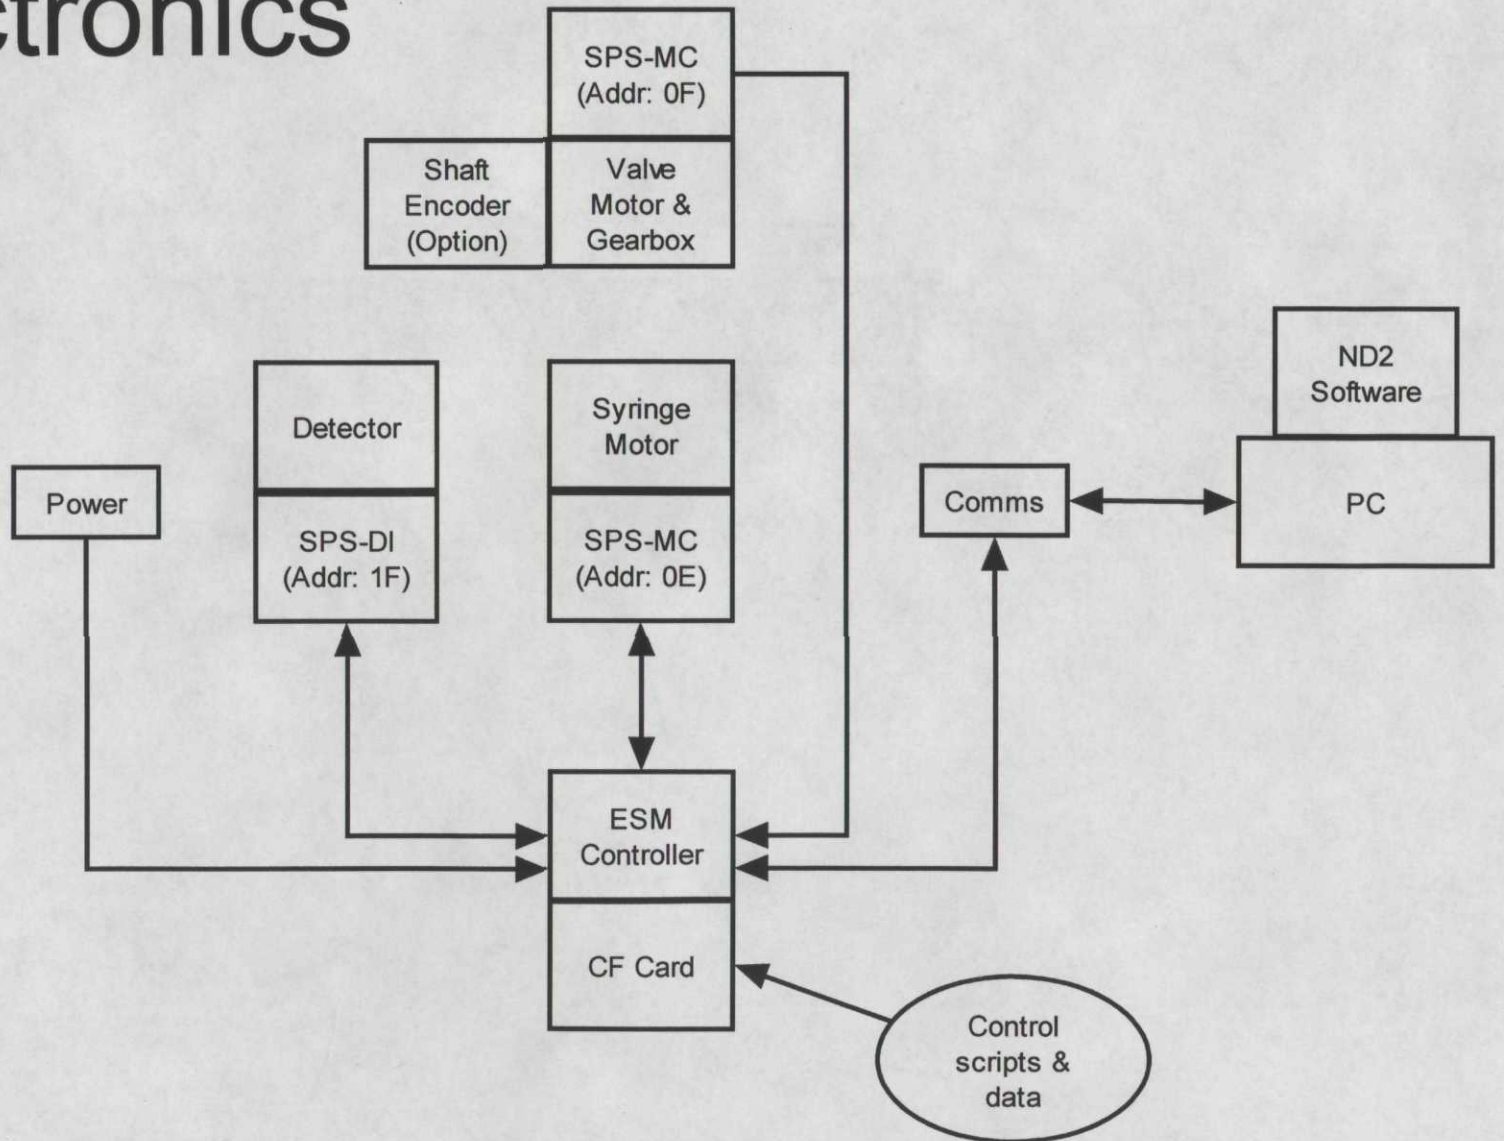 ctronics
SPS-MC
(Addr: 0F)
Shaft
Encoder
(Option)
Valve
Motor &
Gearbox
Detector
SPS-DI
(Addr: 1F)
Syringe
Motor
SPS-MC
(Addr: 0E)
Power
Comms
ND2
Software
PC
ESM
Controller
CF Card
Control
scripts &
data